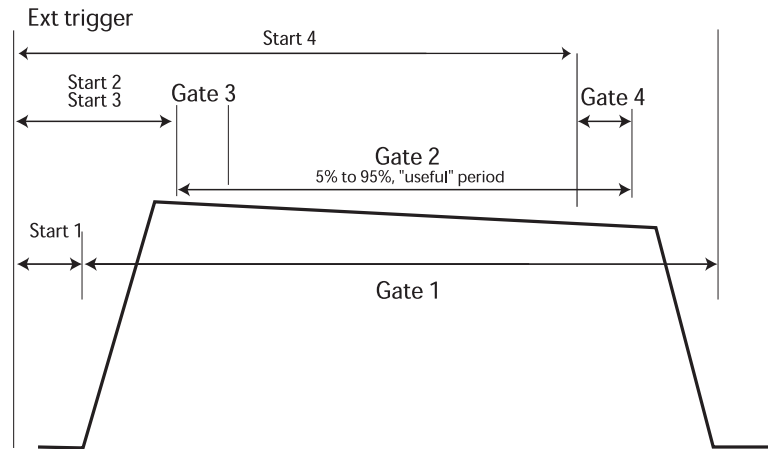 Ext trigger
Start 4
Start 2
Start 3
Gate 3
Gate 4
Gate 2
5% to 95%, "useful" period
Start 1
Gate 1